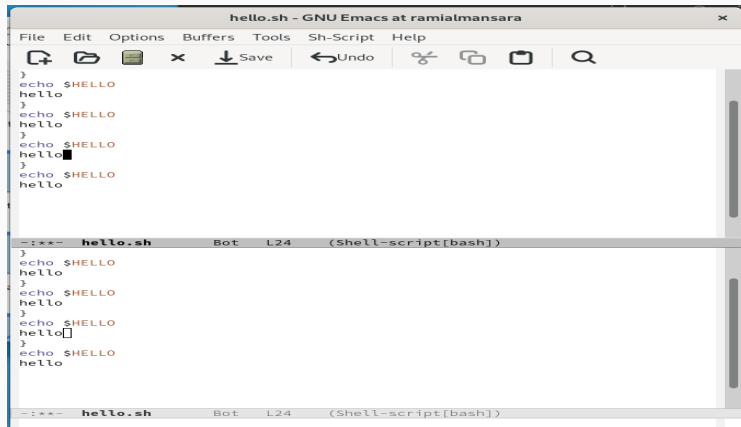 hello.sh - GNU Emacs at ramialmansara ×
File Edit Options Buffers Tools Sh-Script Help
Save Undo
}
echo $HELLO
hello
}
echo $HELLO
hello
}
echo $HELLO
hello
}
echo $HELLO
hello
-:**- hello.sh Bot L24 (Shell-script[bash])
}
echo $HELLO
hello
}
echo $HELLO
hello
}
echo $HELLO
hello
}
echo $HELLO
hello
-:**- hello.sh Bot L24 (Shell-script[bash])